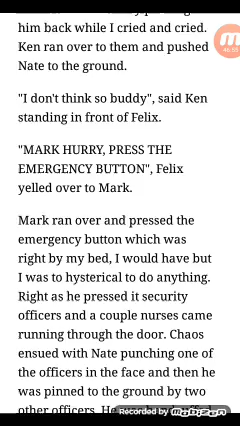 him back while I cried and cried.
Ken ran over to them and pushed
Nate to the ground.
"I don't think so buddy", said Ken
standing in front of Felix.
"MARK HURRY, PRESS THE
EMERGENCY BUTTON", Felix
yelled over to Mark.
Mark ran over and pressed the
emergency button which was
right by my bed, I would have but
I was to hysterical to do anything.
Right as he pressed it security
officers and a couple nurses came
running through the door. Chaos
ensued with Nate punching one of
the officers in the face and then he
was pinned to the ground by two
other officers. He
Recorded by mobizen